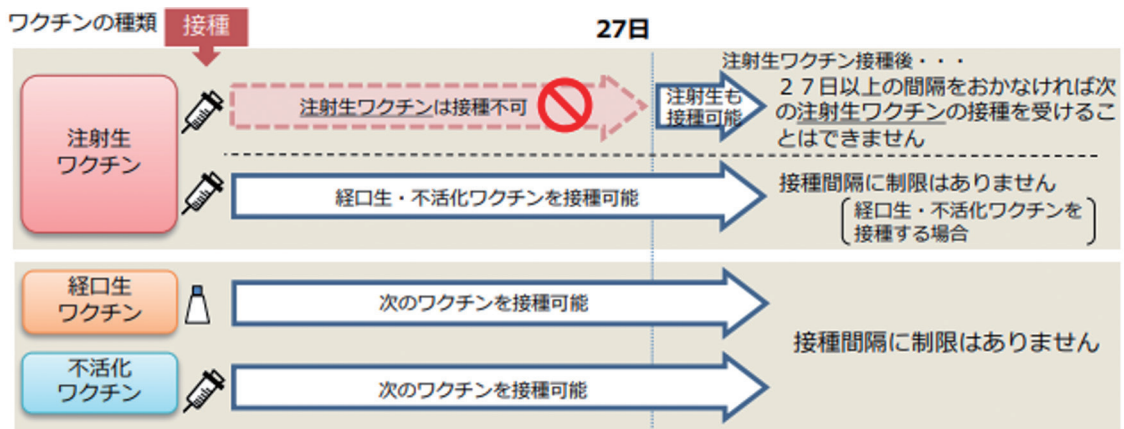 ワクチンの種類
接種
27日
注射生
ワクチン
注射生ワクチンは接種不可
注射生も
接種可能
注射生ワクチン接種後・・・
２７日以上の間隔をおかなければ次
の注射生ワクチンの接種を受けるこ
とはできません
経口生・不活化ワクチンを接種可能
接種間隔に制限はありません
経口生・不活化ワクチンを
接種する場合
経口生
ワクチン
次のワクチンを接種可能
接種間隔に制限はありません
不活化
ワクチン
次のワクチンを接種可能